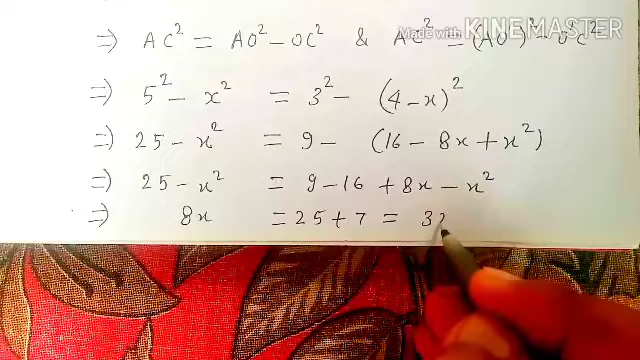 Made with KINEMASTER
⇒) AC² = AO² − OC² & AC² = (AO')² − O'C²
⇒) 5² − x² = 3² − (4 − x)²
⇒) 25 − x² = 9 − (16 − 8x + x²)
⇒) 25 − x² = 9 − 16 + 8x − x²
⇒) 8x = 25 + 7 = 32